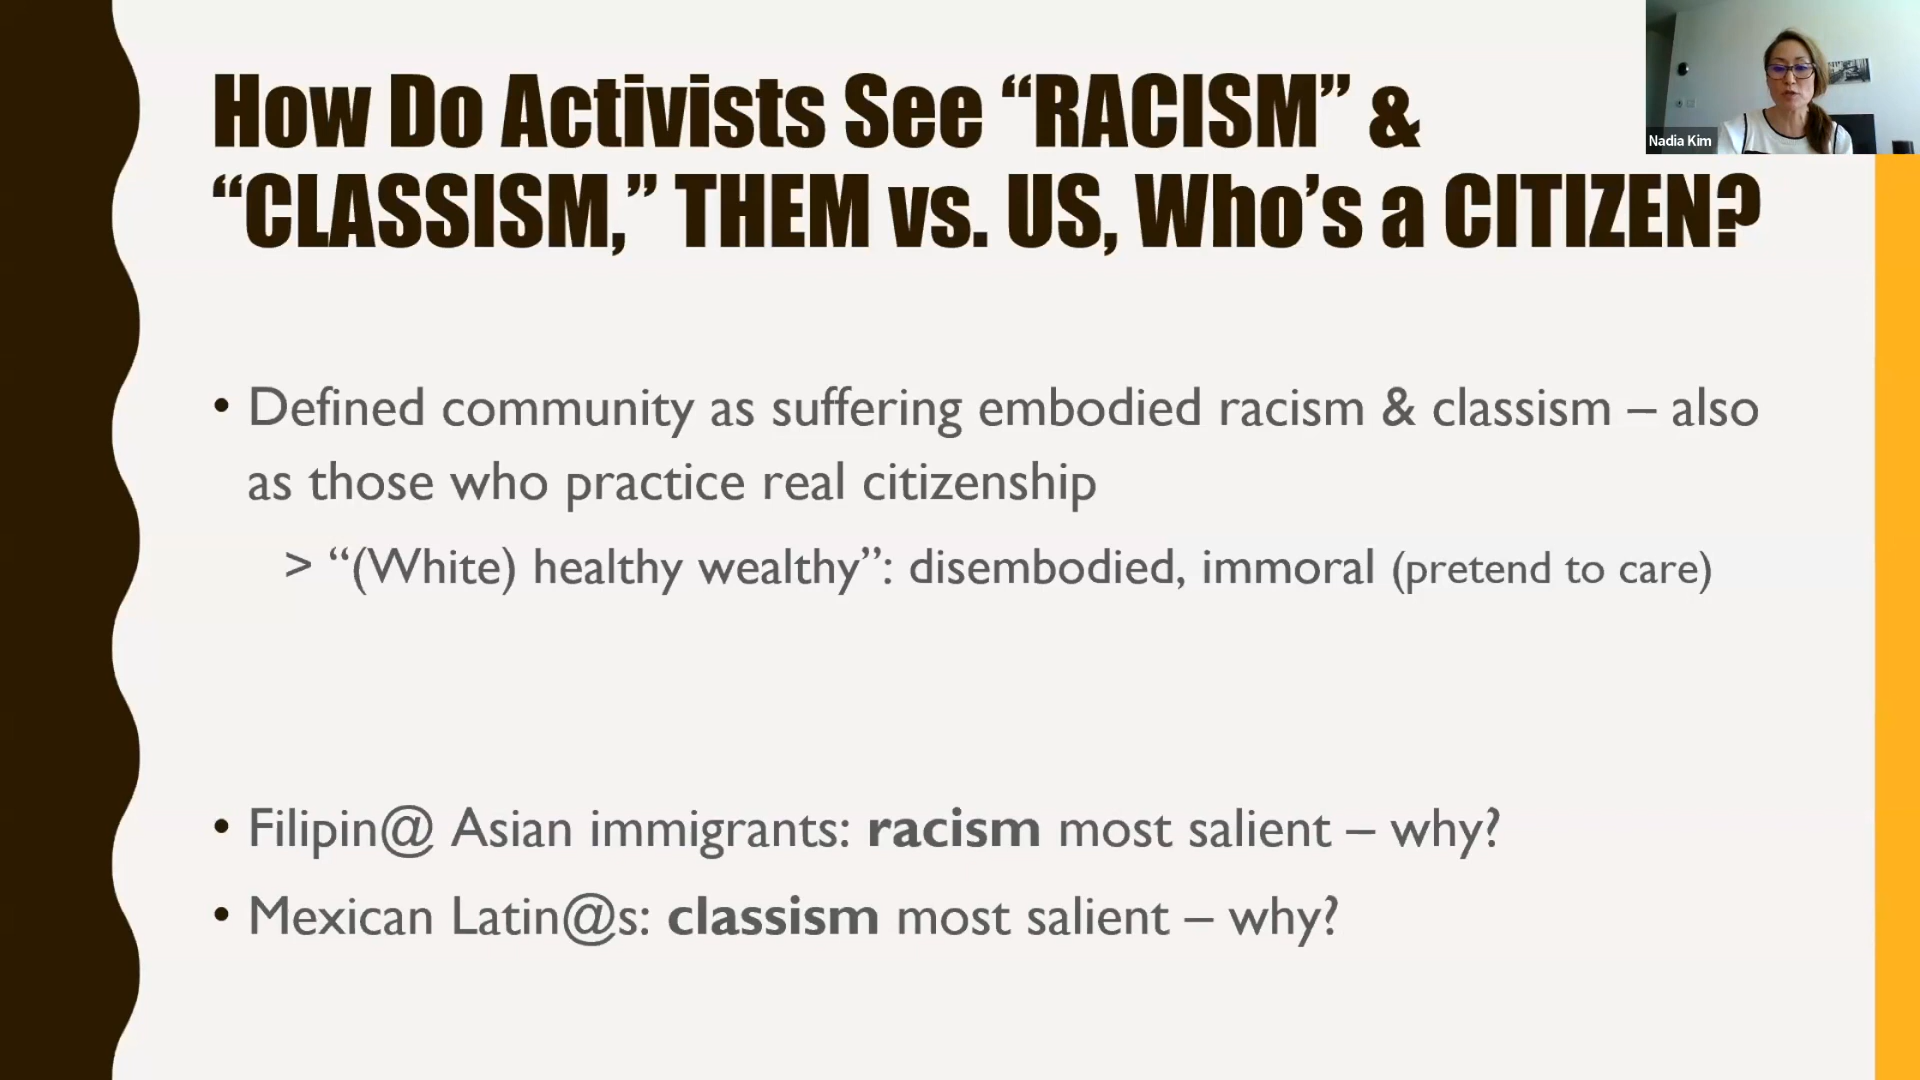 How Do Activists See “RACISM” &
“CLASSISM,” THEM vs. US, Who’s a CITIZEN?
Nadia Kim
• Defined community as suffering embodied racism & classism – also
as those who practice real citizenship
> “(White) healthy wealthy”: disembodied, immoral (pretend to care)
• Filipin@ Asian immigrants: racism most salient – why?
• Mexican Latin@s: classism most salient – why?